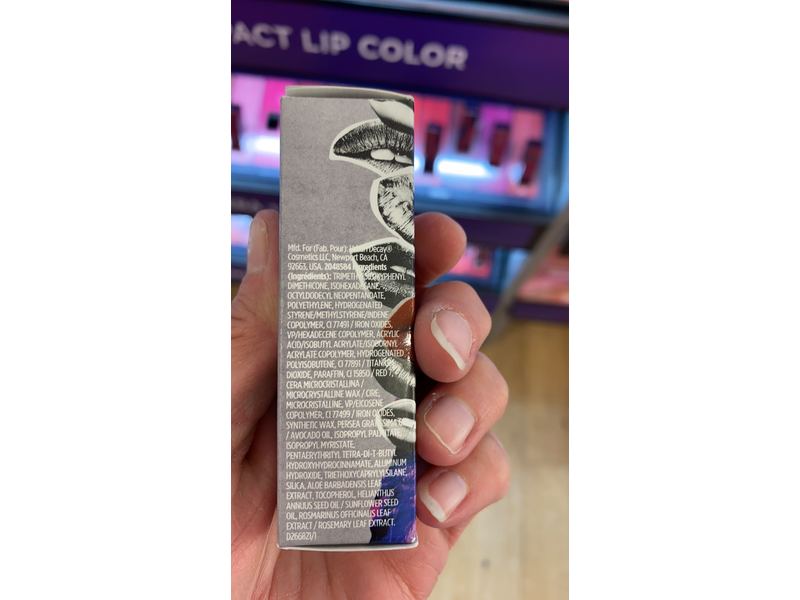 ACT LIP COLOR
Mfd. For (Fab. Pour): Urban Decay®
Cosmetics LLC, Newport Beach, CA
92663, USA. 2048584 Ingredients
(Ingrédients): TRIMETHYLSILOXYPHENYL
DIMETHICONE, ISOHEXADECANE,
OCTYLDODECYL NEOPENTANOATE,
POLYETHYLENE, HYDROGENATED
STYRENE/METHYLSTYRENE/INDENE
COPOLYMER, CI 77491 / IRON OXIDES,
VP/HEXADECENE COPOLYMER, ACRYLIC
ACID/ISOBUTYL ACRYLATE/ISOBORNYL
ACRYLATE COPOLYMER, HYDROGENATED
POLYISOBUTENE, CI 77891 / TITANIUM
DIOXIDE, PARAFFIN, CI 15850 / RED 7,
CERA MICROCRISTALLINA /
MICROCRYSTALLINE WAX / CIRE
MICROCRISTALLINE, VP/EICOSENE
COPOLYMER, CI 77499 / IRON OXIDES,
SYNTHETIC WAX, PERSEA GRATISSIMA OIL
/ AVOCADO OIL, ISOPROPYL PALMITATE,
ISOPROPYL MYRISTATE,
PENTAERYTHRITYL TETRA-DI-T-BUTYL
HYDROXYHYDROCINNAMATE, ALUMINUM
HYDROXIDE, TRIETHOXYCAPRYLYLSILANE,
SILICA, ALOE BARBADENSIS LEAF
EXTRACT, TOCOPHEROL, HELIANTHUS
ANNUUS SEED OIL / SUNFLOWER SEED
OIL, ROSMARINUS OFFICINALIS LEAF
EXTRACT / ROSEMARY LEAF EXTRACT.
D266821/1